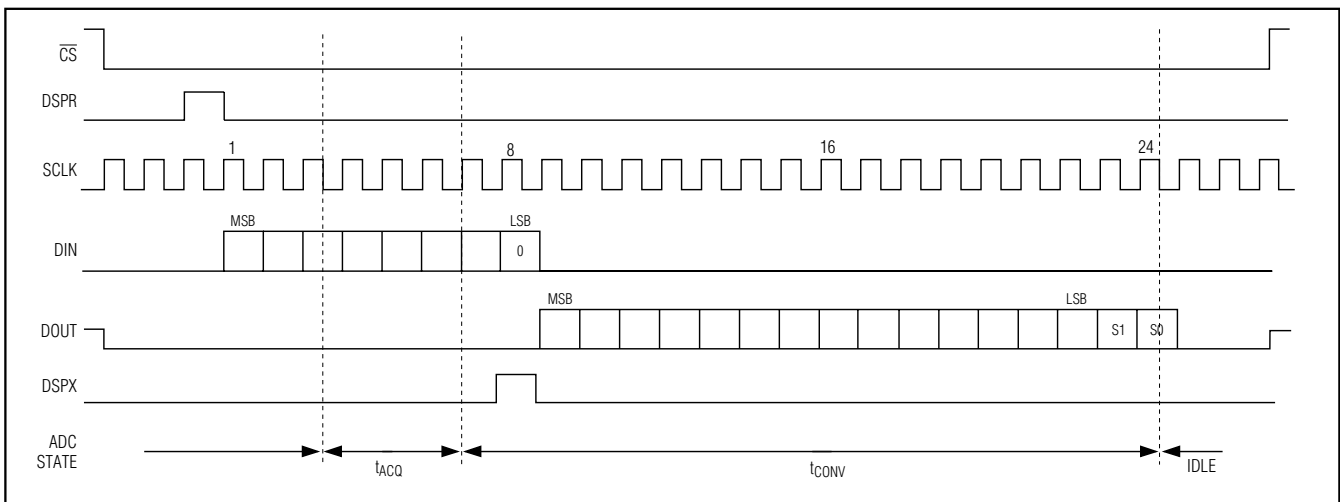 CS
DSPR
1
8
16
24
SCLK
MSB
LSB
DIN
0
MSB
LSB
DOUT
S1
S0
DSPX
ADC
STATE
tACQ
tCONV
IDLE